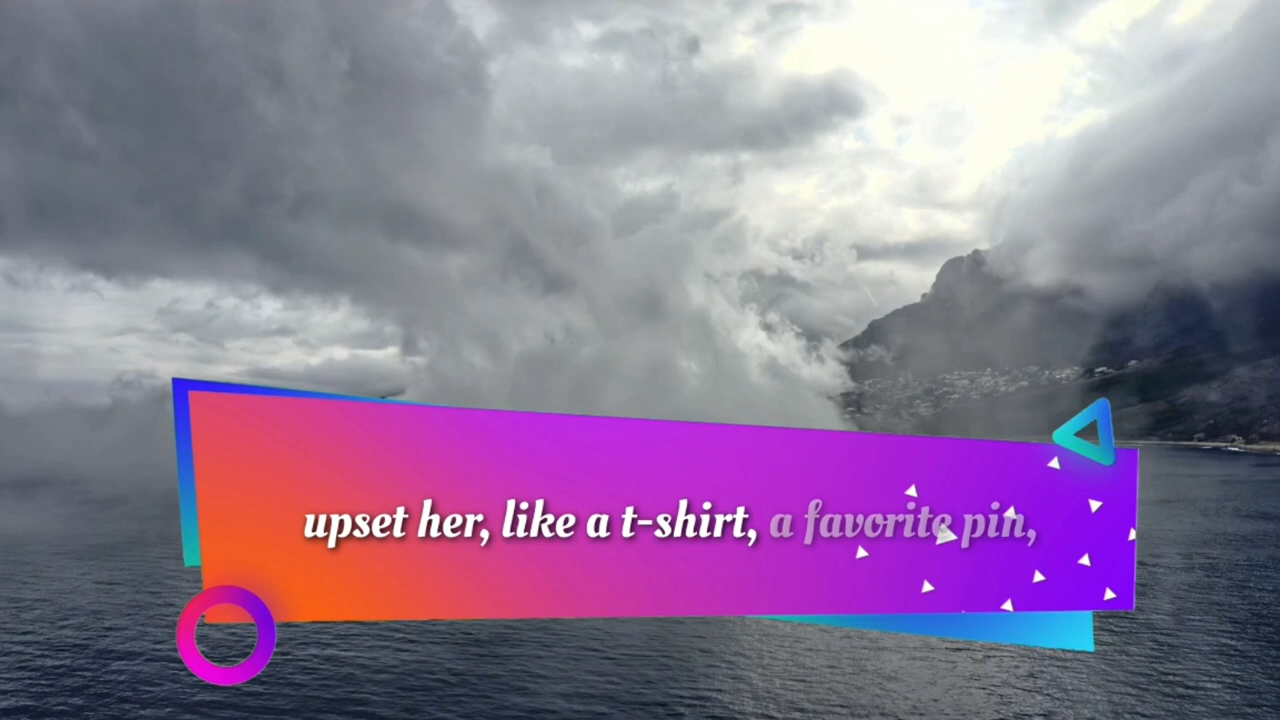 upset her, like a t-shirt, a favorite pin,